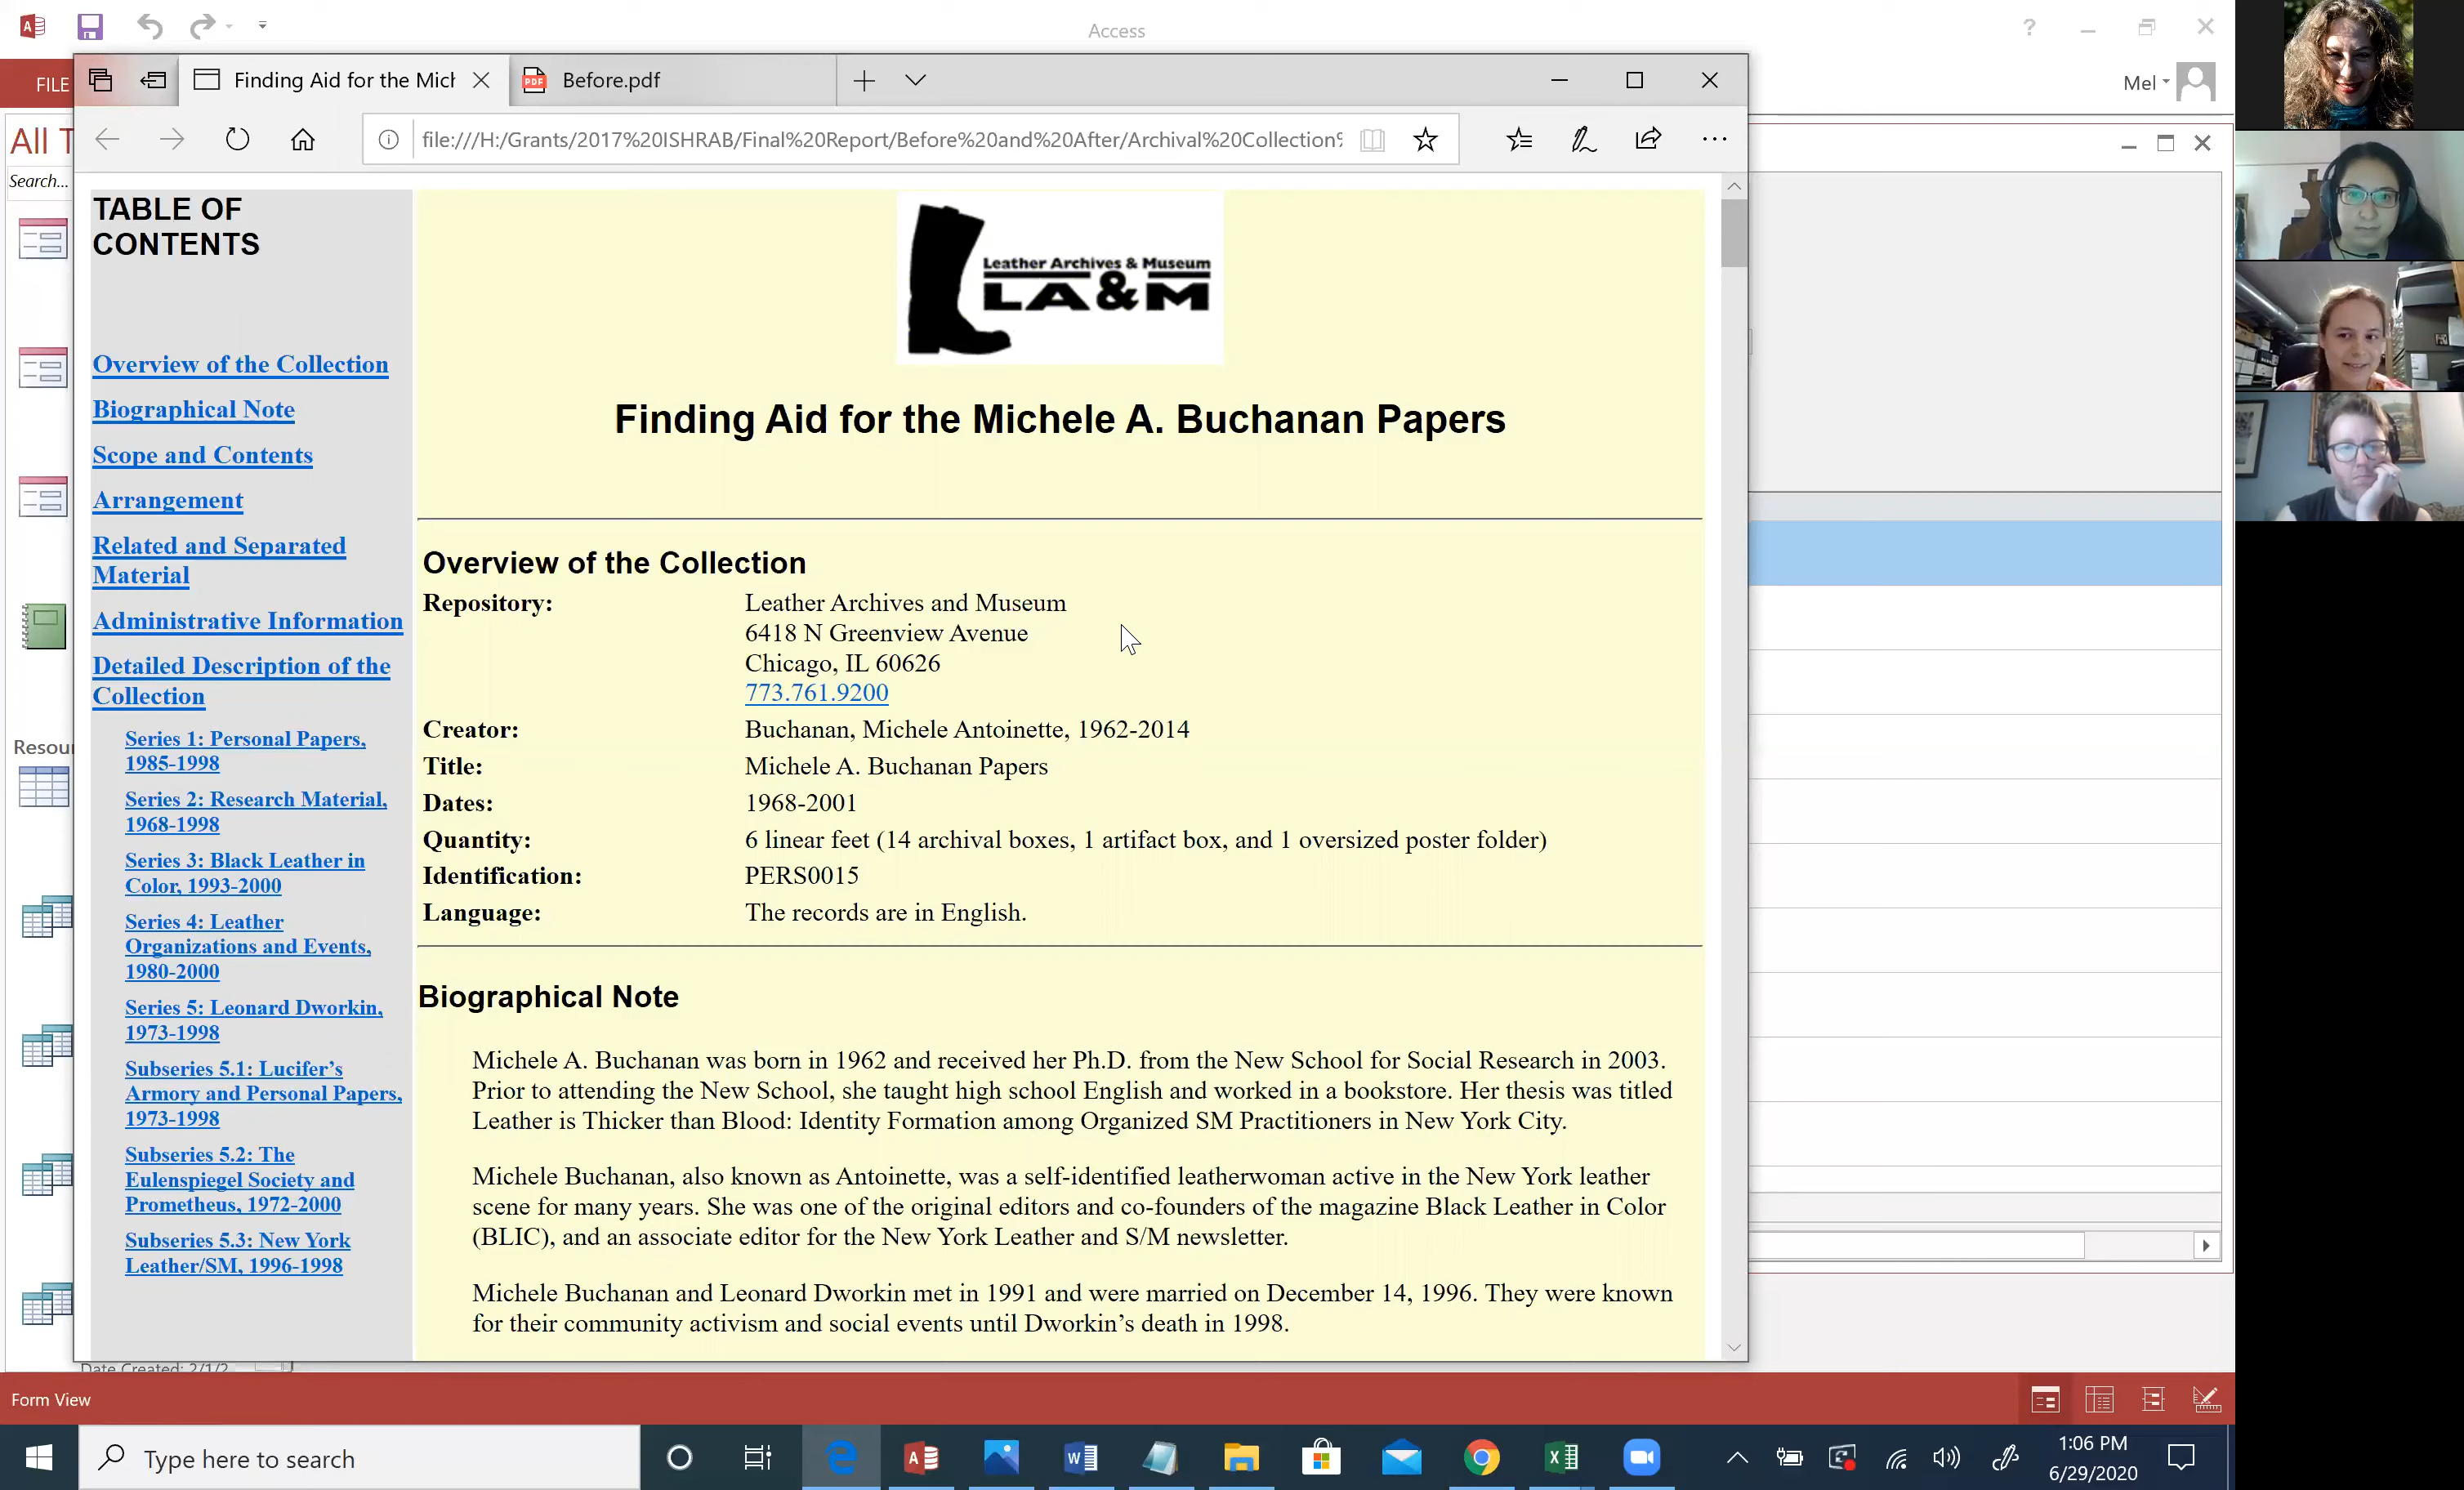 Access
FILE
Mel
Finding Aid for the Mich
Before.pdf
file:///H:/Grants/2017%20ISHRAB/Final%20Report/Before%20and%20After/Archival%20Collection%
All T
Search...
Resour
TABLE OF
CONTENTS
Overview of the Collection
Biographical Note
Scope and Contents
Arrangement
Related and Separated
Material
Administrative Information
Detailed Description of the
Collection
Series 1: Personal Papers,
1985-1998
Series 2: Research Material,
1968-1998
Series 3: Black Leather in
Color, 1993-2000
Series 4: Leather
Organizations and Events,
1980-2000
Series 5: Leonard Dworkin,
1973-1998
Subseries 5.1: Lucifer’s
Armory and Personal Papers,
1973-1998
Subseries 5.2: The
Eulenspiegel Society and
Prometheus, 1972-2000
Subseries 5.3: New York
Leather/SM, 1996-1998
Leather Archives & Museum
LA&M
Finding Aid for the Michele A. Buchanan Papers
Overview of the Collection
Repository: Leather Archives and Museum
6418 N Greenview Avenue
Chicago, IL 60626
773.761.9200
Creator: Buchanan, Michele Antoinette, 1962-2014
Title: Michele A. Buchanan Papers
Dates: 1968-2001
Quantity: 6 linear feet (14 archival boxes, 1 artifact box, and 1 oversized poster folder)
Identification: PERS0015
Language: The records are in English.
Biographical Note
Michele A. Buchanan was born in 1962 and received her Ph.D. from the New School for Social Research in 2003.
Prior to attending the New School, she taught high school English and worked in a bookstore. Her thesis was titled
Leather is Thicker than Blood: Identity Formation among Organized SM Practitioners in New York City.
Michele Buchanan, also known as Antoinette, was a self-identified leatherwoman active in the New York leather
scene for many years. She was one of the original editors and co-founders of the magazine Black Leather in Color
(BLIC), and an associate editor for the New York Leather and S/M newsletter.
Michele Buchanan and Leonard Dworkin met in 1991 and were married on December 14, 1996. They were known
for their community activism and social events until Dworkin’s death in 1998.
Date Created: 2/1/2
Form View
Type here to search
1:06 PM
6/29/2020